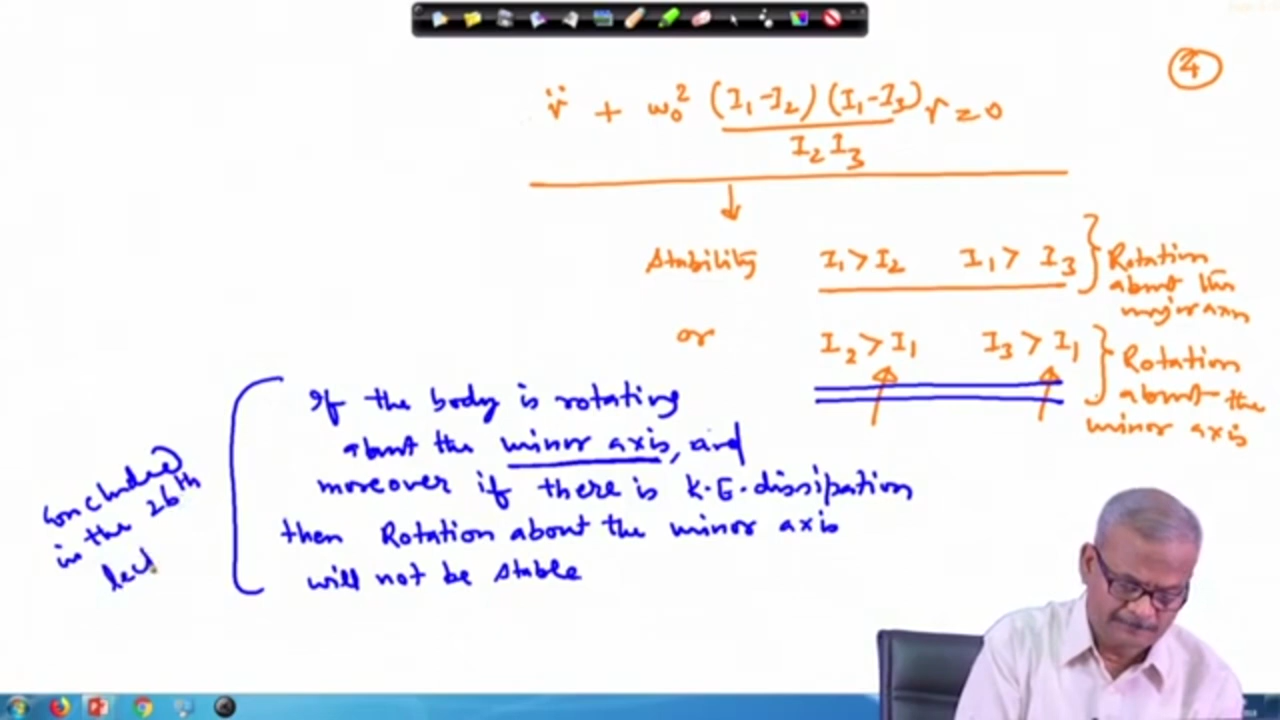 4
r̈ + ω₀² (I₁-I₂) (I₁-I₃) r = 0
I₂ I₃
Stability I₁ > I₂ I₁ > I₃ } Rotation
about the
major axis
or I₂ > I₁ I₃ > I₁ } Rotation
about the
minor axis
If the body is rotating
about the minor axis, and
moreover if there is K.E. dissipation
then Rotation about the minor axis
will not be stable
concluded
in the 26th
lect